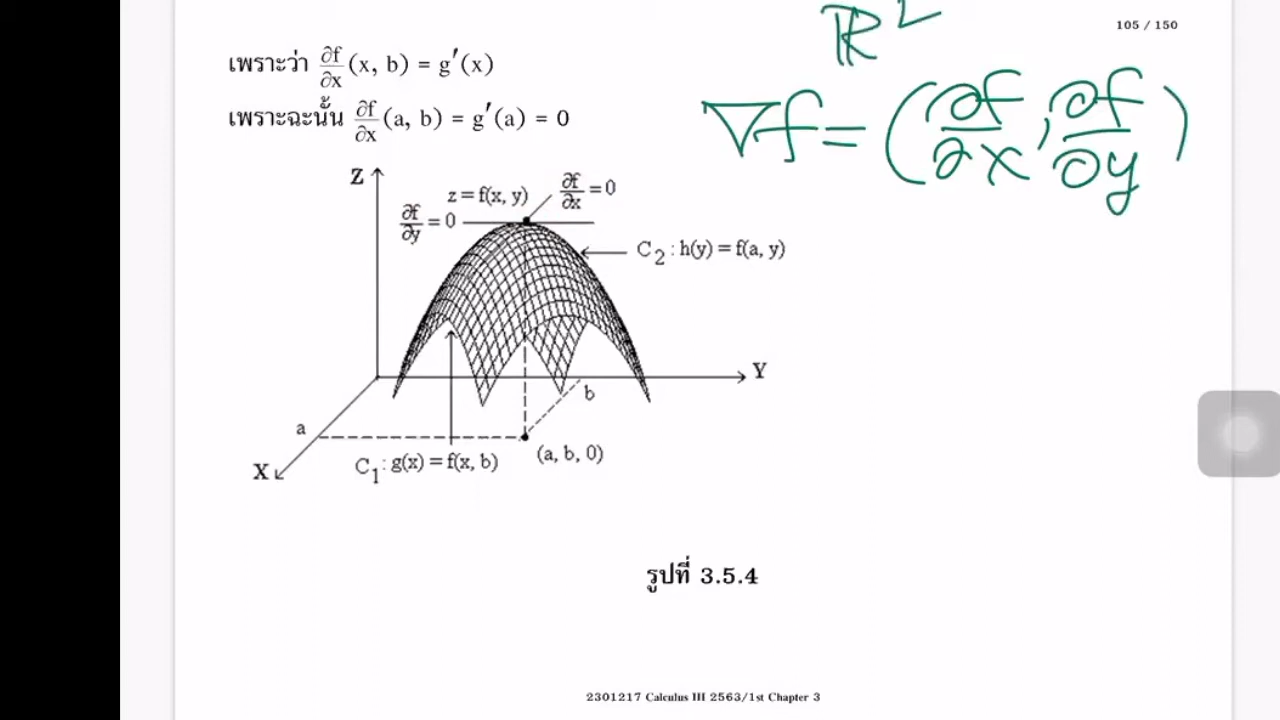 105 / 150
ℝ²
เพราะว่า ∂f/∂x (x, b) = g′(x)
∇f = (∂f/∂x, ∂f/∂y)
เพราะฉะนั้น ∂f/∂x (a, b) = g′(a) = 0
Z
z = f(x, y)
∂f/∂x = 0
∂f/∂y = 0
C₂ : h(y) = f(a, y)
Y
b
a
(a, b, 0)
X
C₁ : g(x) = f(x, b)
รูปที่ 3.5.4
2301217 Calculus III 2563/1st Chapter 3